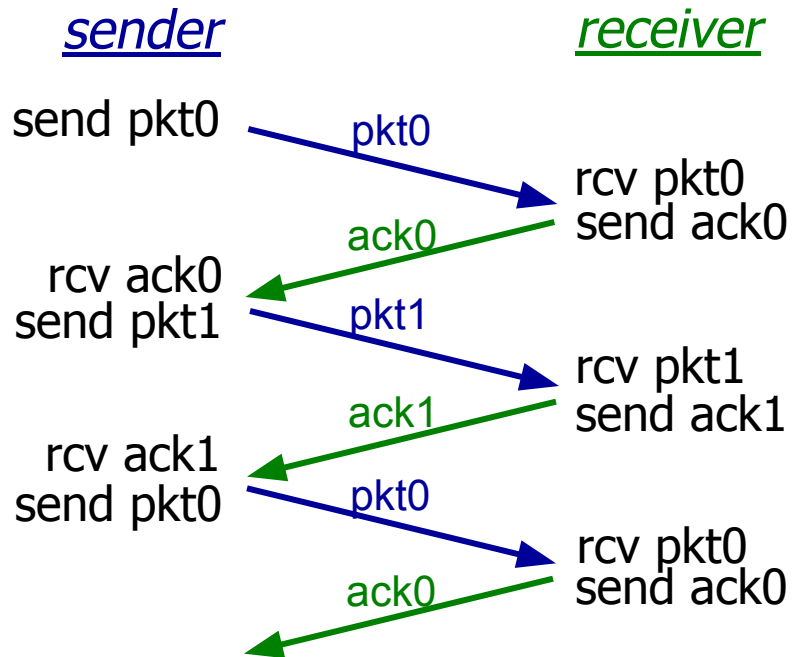 sender
receiver
send pkt0
pkt0
rcv pkt0
send ack0
ack0
rcv ack0
send pkt1
pkt1
rcv pkt1
send ack1
ack1
rcv ack1
send pkt0
pkt0
rcv pkt0
send ack0
ack0